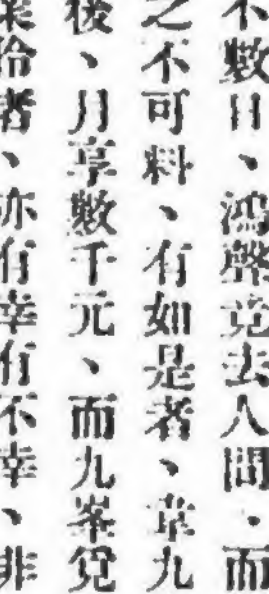 不數日、鴻聲竟去人間・而
之不可料、有如是者、韋九
後、月享數千元、而九峯竟
業伶者、亦有幸有不幸、非